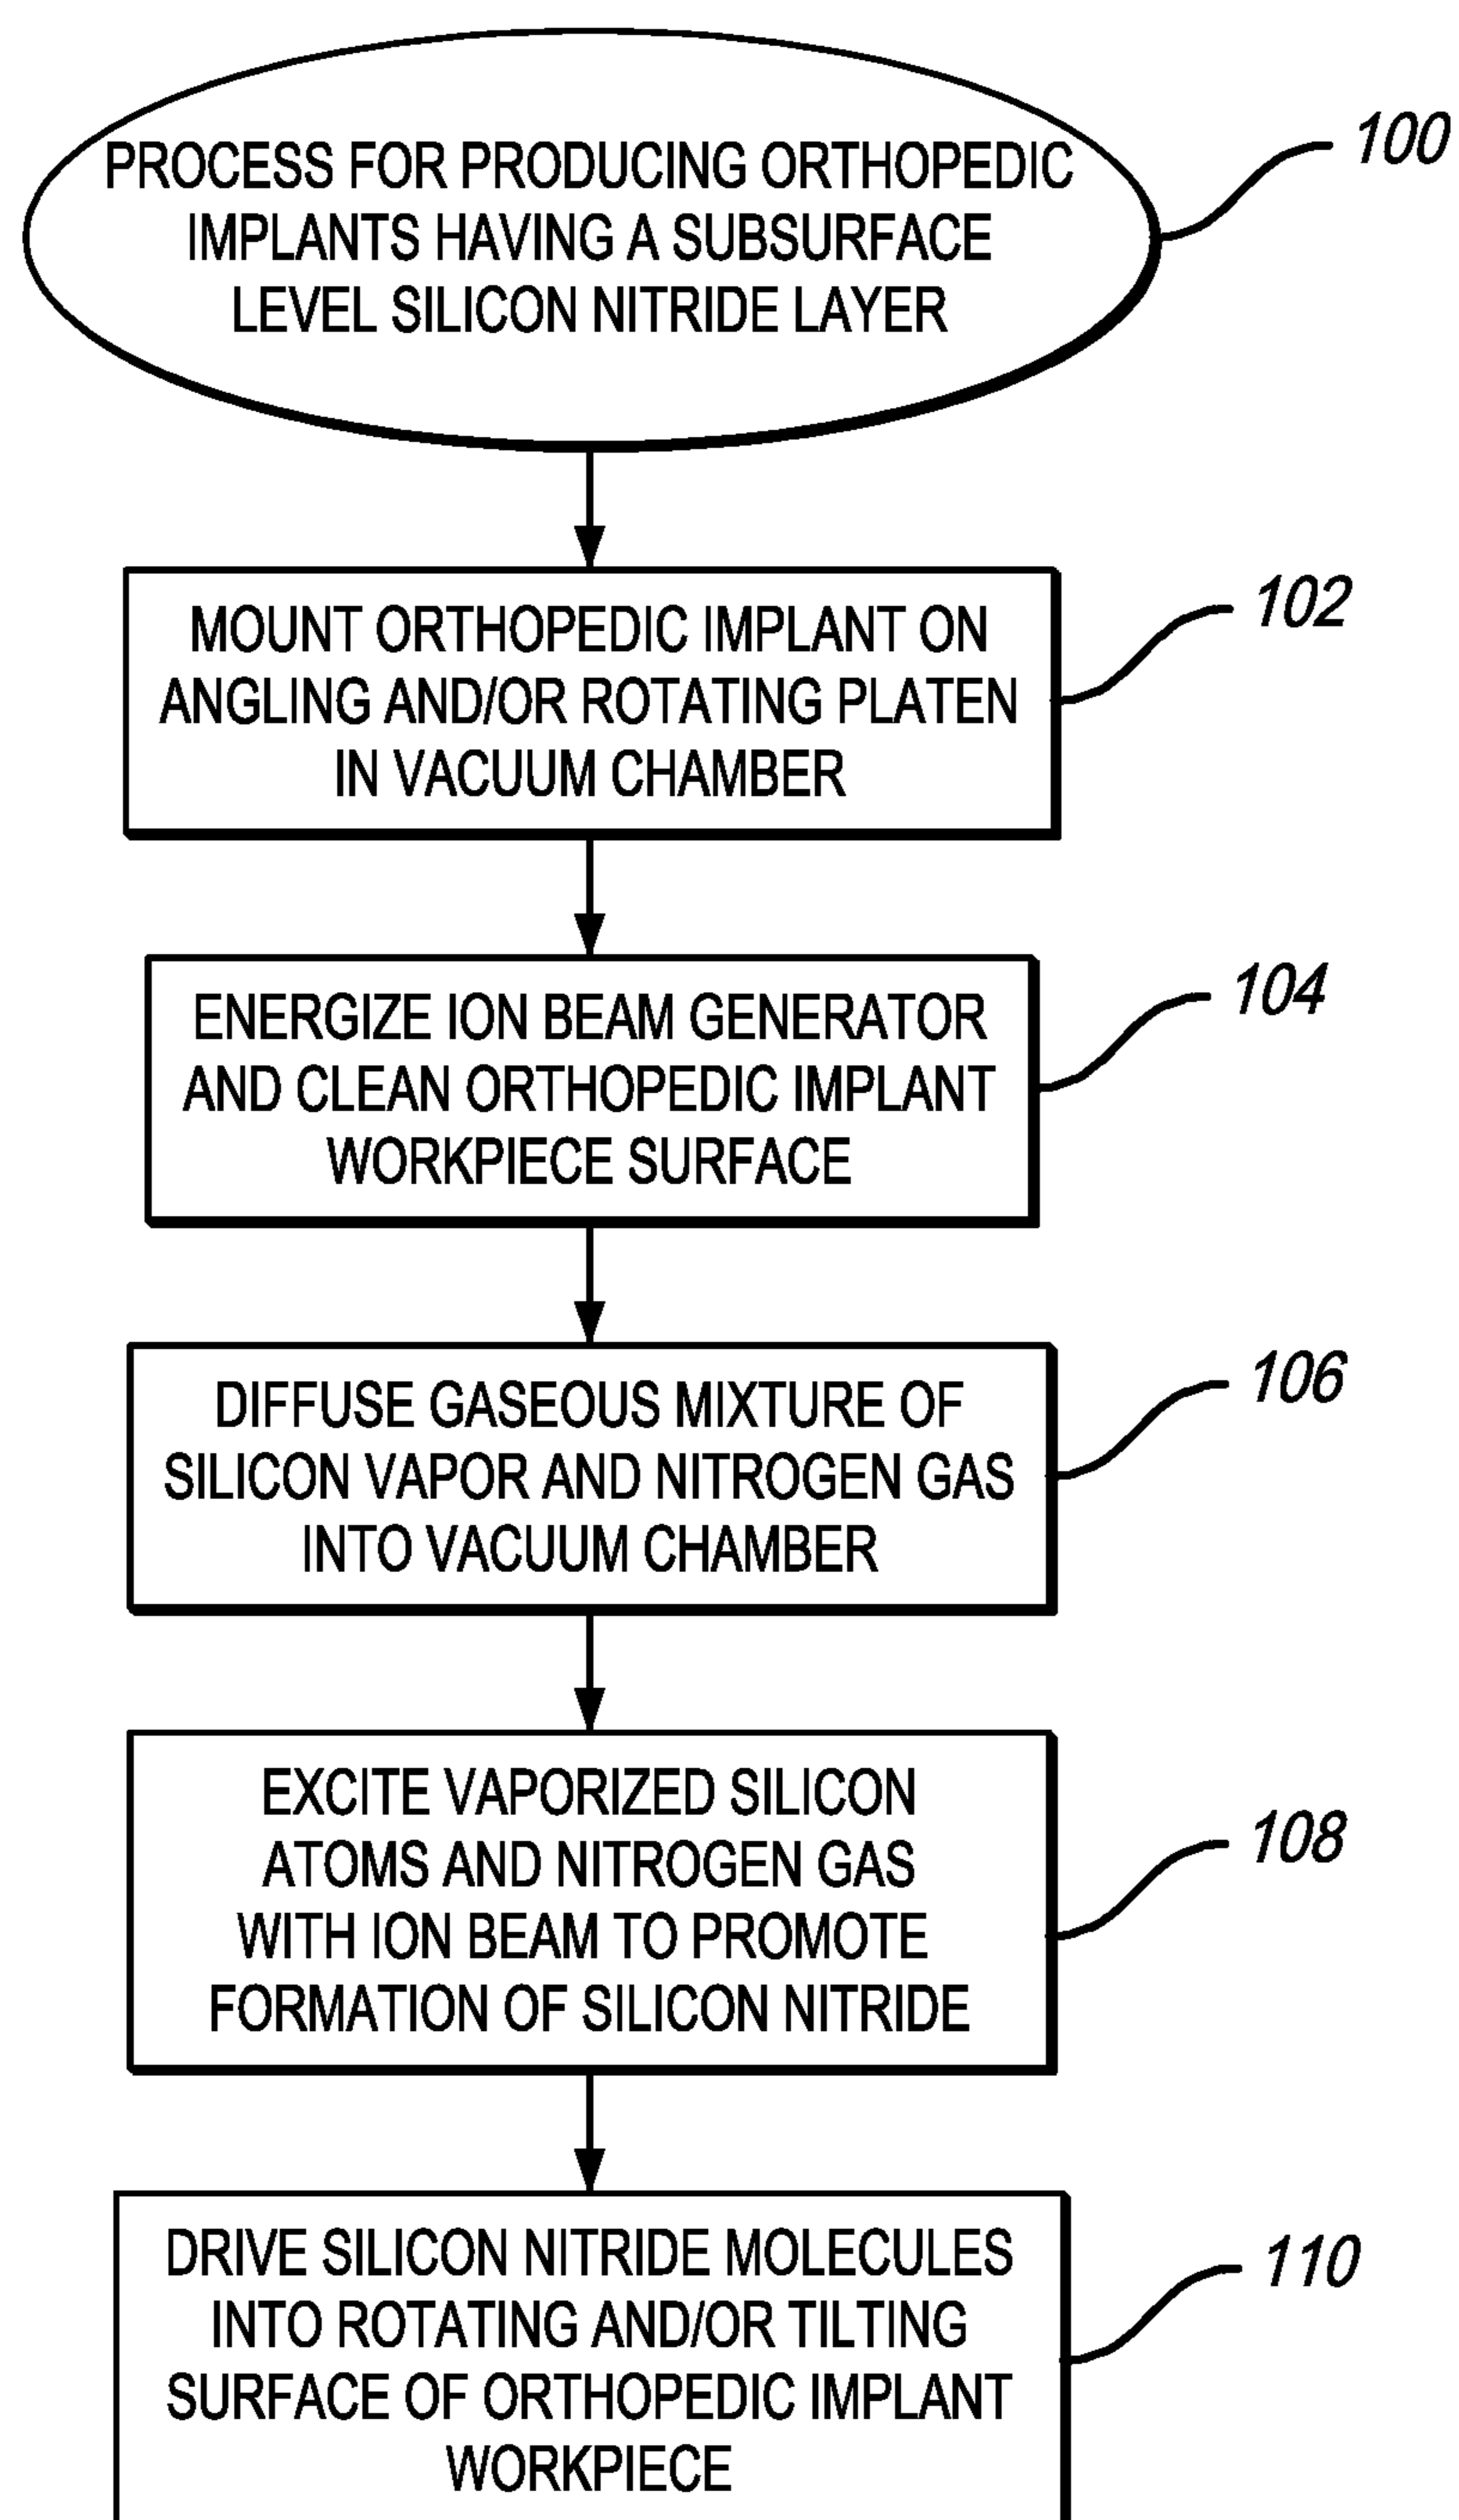 PROCESS FOR PRODUCING ORTHOPEDIC
IMPLANTS HAVING A SUBSURFACE
LEVEL SILICON NITRIDE LAYER
100
MOUNT ORTHOPEDIC IMPLANT ON
ANGLING AND/OR ROTATING PLATEN
IN VACUUM CHAMBER
102
ENERGIZE ION BEAM GENERATOR
AND CLEAN ORTHOPEDIC IMPLANT
WORKPIECE SURFACE
104
DIFFUSE GASEOUS MIXTURE OF
SILICON VAPOR AND NITROGEN GAS
INTO VACUUM CHAMBER
106
EXCITE VAPORIZED SILICON
ATOMS AND NITROGEN GAS
WITH ION BEAM TO PROMOTE
FORMATION OF SILICON NITRIDE
108
DRIVE SILICON NITRIDE MOLECULES
INTO ROTATING AND/OR TILTING
SURFACE OF ORTHOPEDIC IMPLANT
WORKPIECE
110